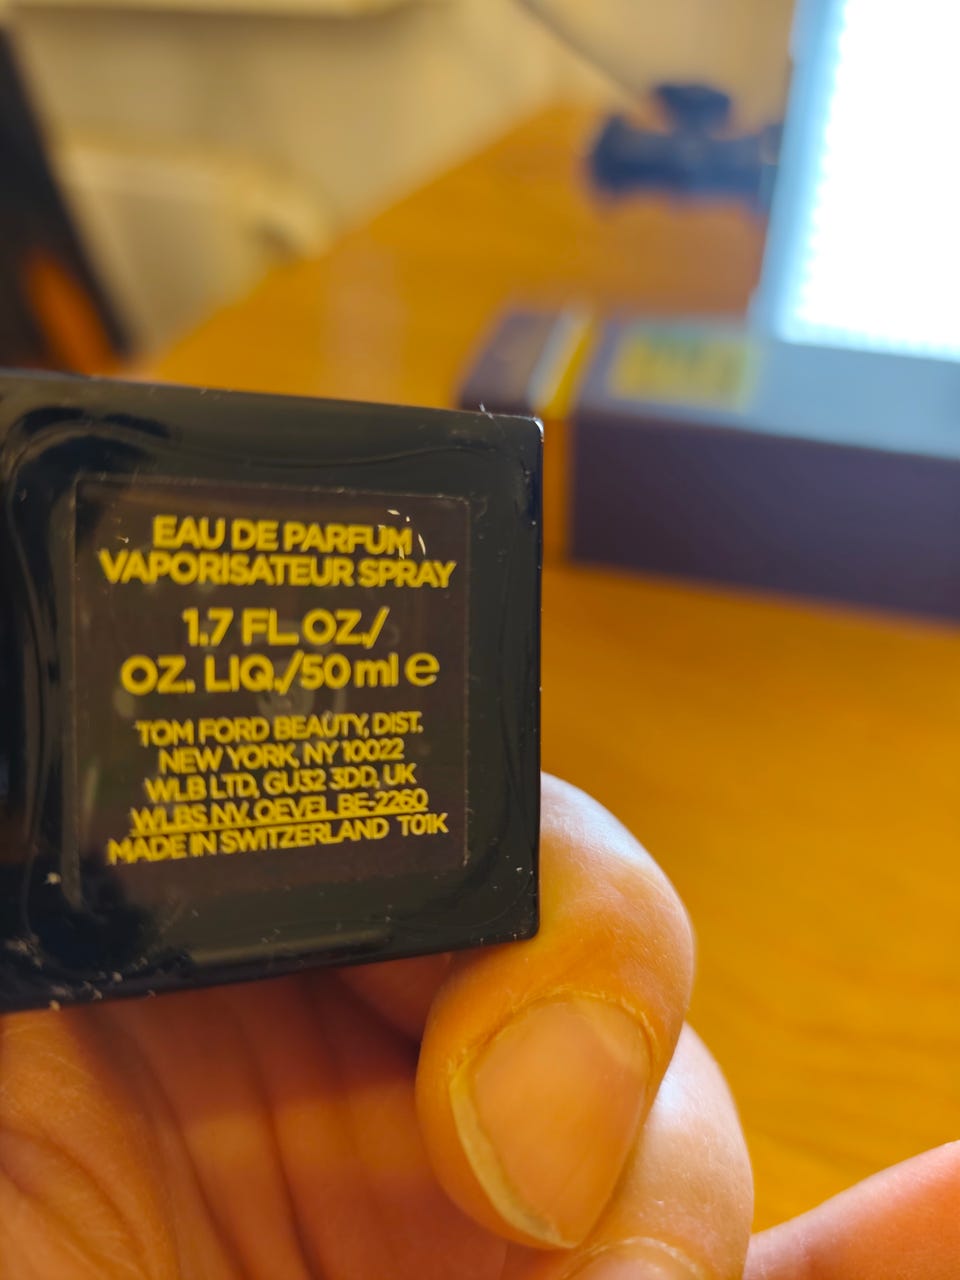 EAU DE PARFUM
VAPORISATEUR SPRAY
1.7 FL. OZ./
OZ. LIQ./50 ml ℮
TOM FORD BEAUTY, DIST.
NEW YORK, NY 10022
WLB LTD, GU32 3DD, UK
WLBS NV. OEVEL BE-2260
MADE IN SWITZERLAND T01K